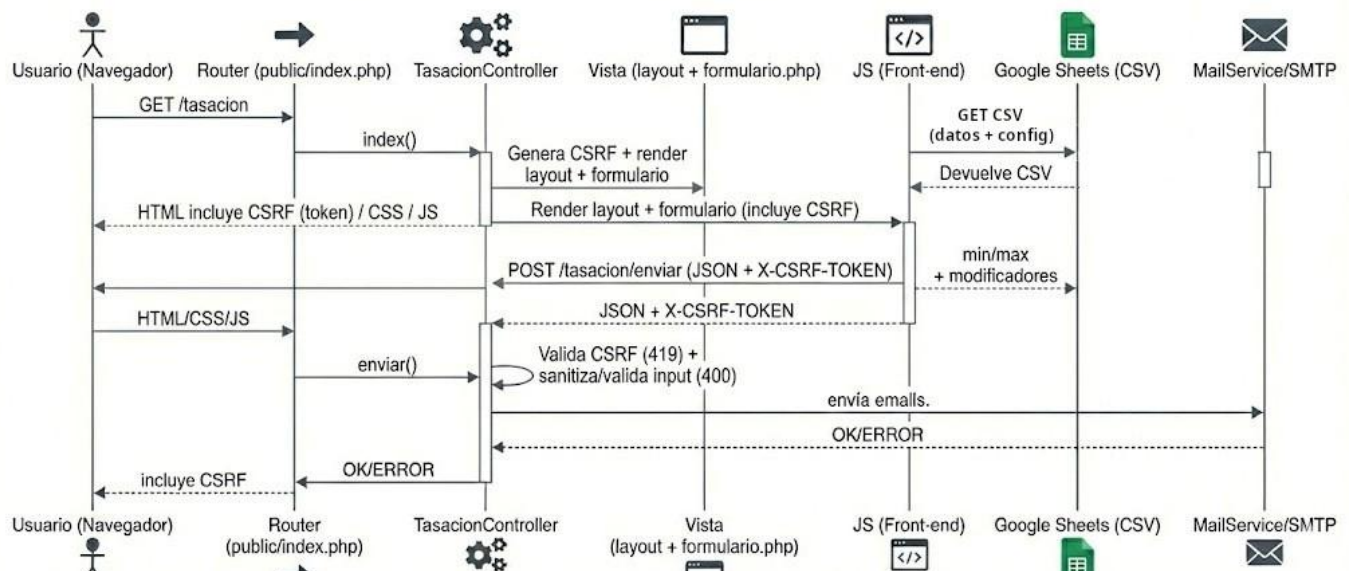 </>
Usuario (Navegador)
Router (public/index.php)
TasacionController
Vista (layout + formulario.php)
JS (Front-end)
Google Sheets (CSV)
MailService/SMTP
GET /tasacion
GET CSV
(datos + config)
index()
Genera CSRF + render
layout + formulario
Devuelve CSV
HTML incluye CSRF (token) / CSS / JS
Render layout + formulario (incluye CSRF)
min/max
+ modificadores
POST /tasacion/enviar (JSON + X-CSRF-TOKEN)
JSON + X-CSRF-TOKEN
HTML/CSS/JS
Valida CSRF (419) +
sanitiza/valida input (400)
enviar()
envía emalls.
OK/ERROR
OK/ERROR
incluye CSRF
Usuario (Navegador)
Router
(public/index.php)
TasacionController
Vista
(layout + formulario.php)
JS (Front-end)
Google Sheets (CSV)
MailService/SMTP
</>